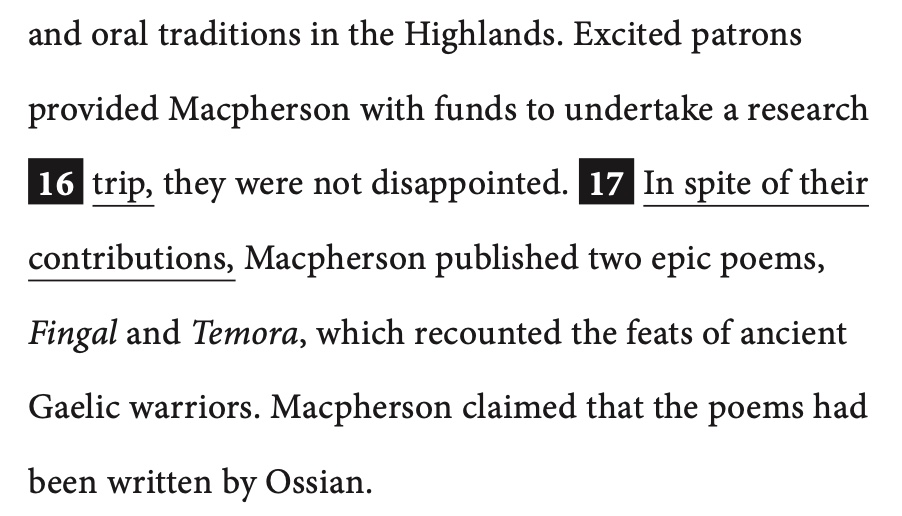 and oral traditions in the Highlands. Excited patrons
provided Macpherson with funds to undertake a research
16 trip, they were not disappointed. 17 In spite of their
contributions, Macpherson published two epic poems,
Fingal and Temora, which recounted the feats of ancient
Gaelic warriors. Macpherson claimed that the poems had
been written by Ossian.